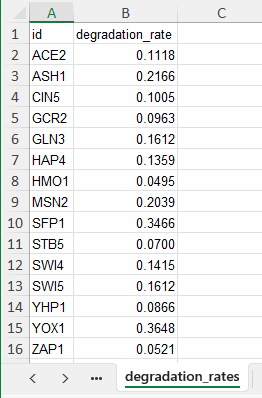 A B C
1 id degradation_rate
2 ACE2 0.1118
3 ASH1 0.2166
4 CIN5 0.1005
5 GCR2 0.0963
6 GLN3 0.1612
7 HAP4 0.1359
8 HMO1 0.0495
9 MSN2 0.2039
10 SFP1 0.3466
11 STB5 0.0700
12 SWI4 0.1415
13 SWI5 0.1612
14 YHP1 0.0866
15 YOX1 0.3648
16 ZAP1 0.0521
degradation_rates